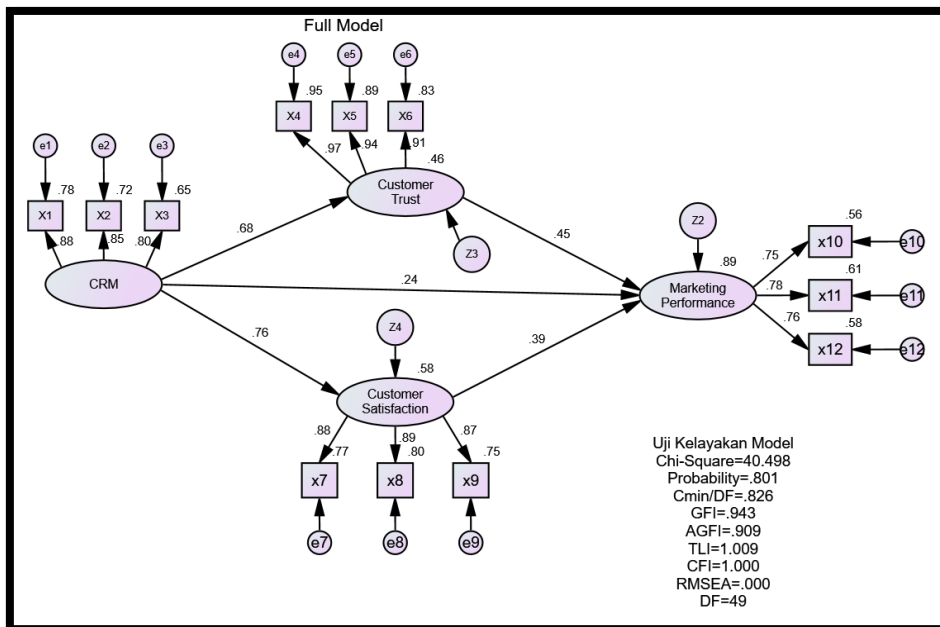 Full Model
e4 e5 e6
.95 .89 .83
X4 X5 X6
.97 .94 .91
.46
Customer
Trust
Z3
e1 e2 e3
.78 .72 .65
X1 X2 X3
.88 .85 .80
CRM
.68
.45
.24
.76
.39
Z4
.58
Customer
Satisfaction
.88 .89 .87
.77 .80 .75
x7 x8 x9
e7 e8 e9
Z2
.89
Marketing
Performance
.56
.75 x10 e10
.61
.78 x11 e11
.58
.76 x12 e12
Uji Kelayakan Model
Chi-Square=40.498
Probability=.801
Cmin/DF=.826
GFI=.943
AGFI=.909
TLI=1.009
CFI=1.000
RMSEA=.000
DF=49